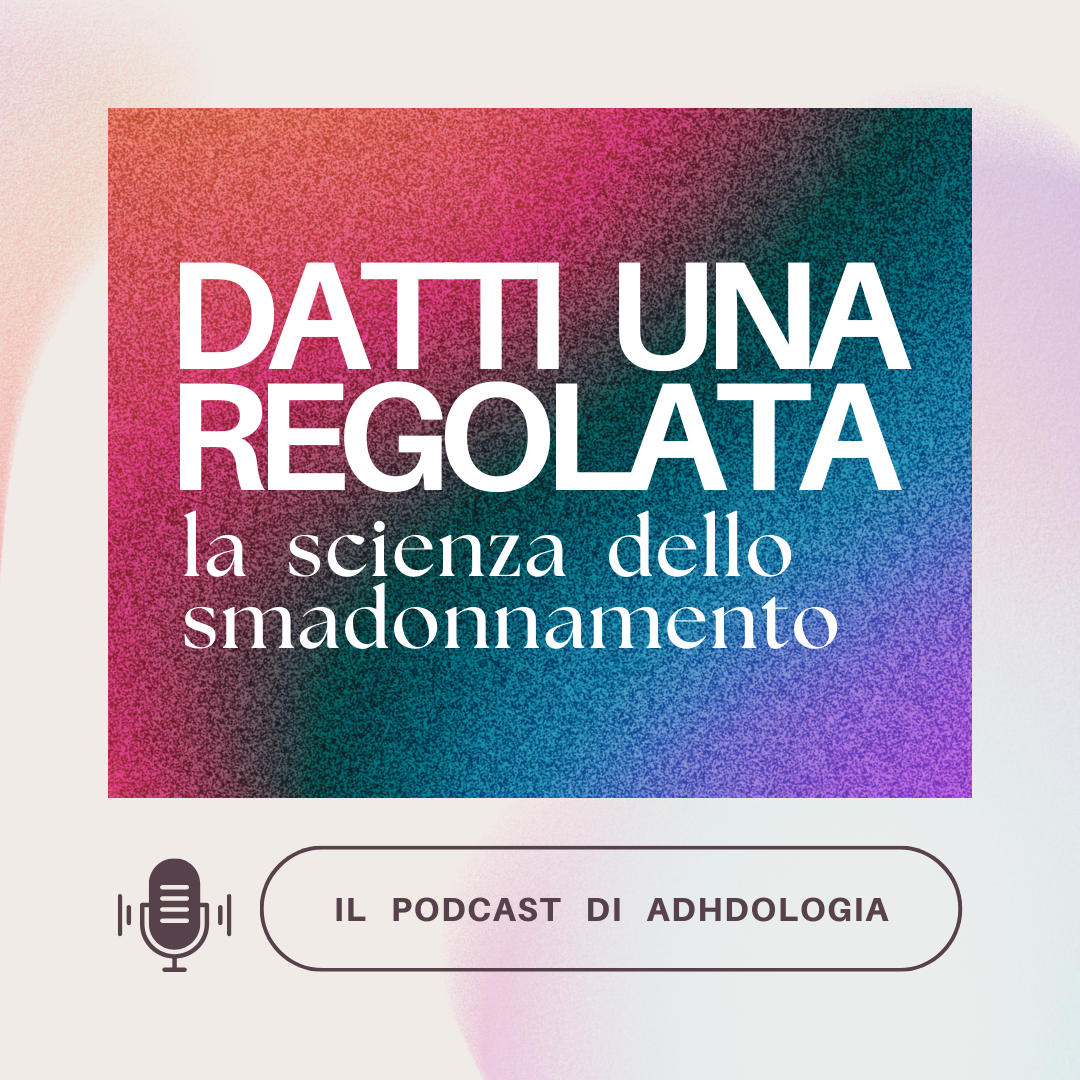 DATTI UNA
REGOLATA
la scienza dello
smadonnamento
IL PODCAST DI ADHDOLOGIA